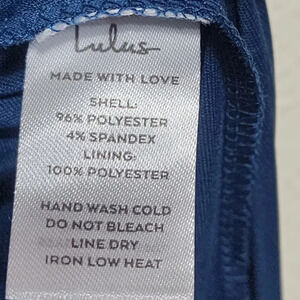 Lulus
MADE WITH LOVE
SHELL:
96% POLYESTER
4% SPANDEX
LINING:
100% POLYESTER
HAND WASH COLD
DO NOT BLEACH
LINE DRY
IRON LOW HEAT